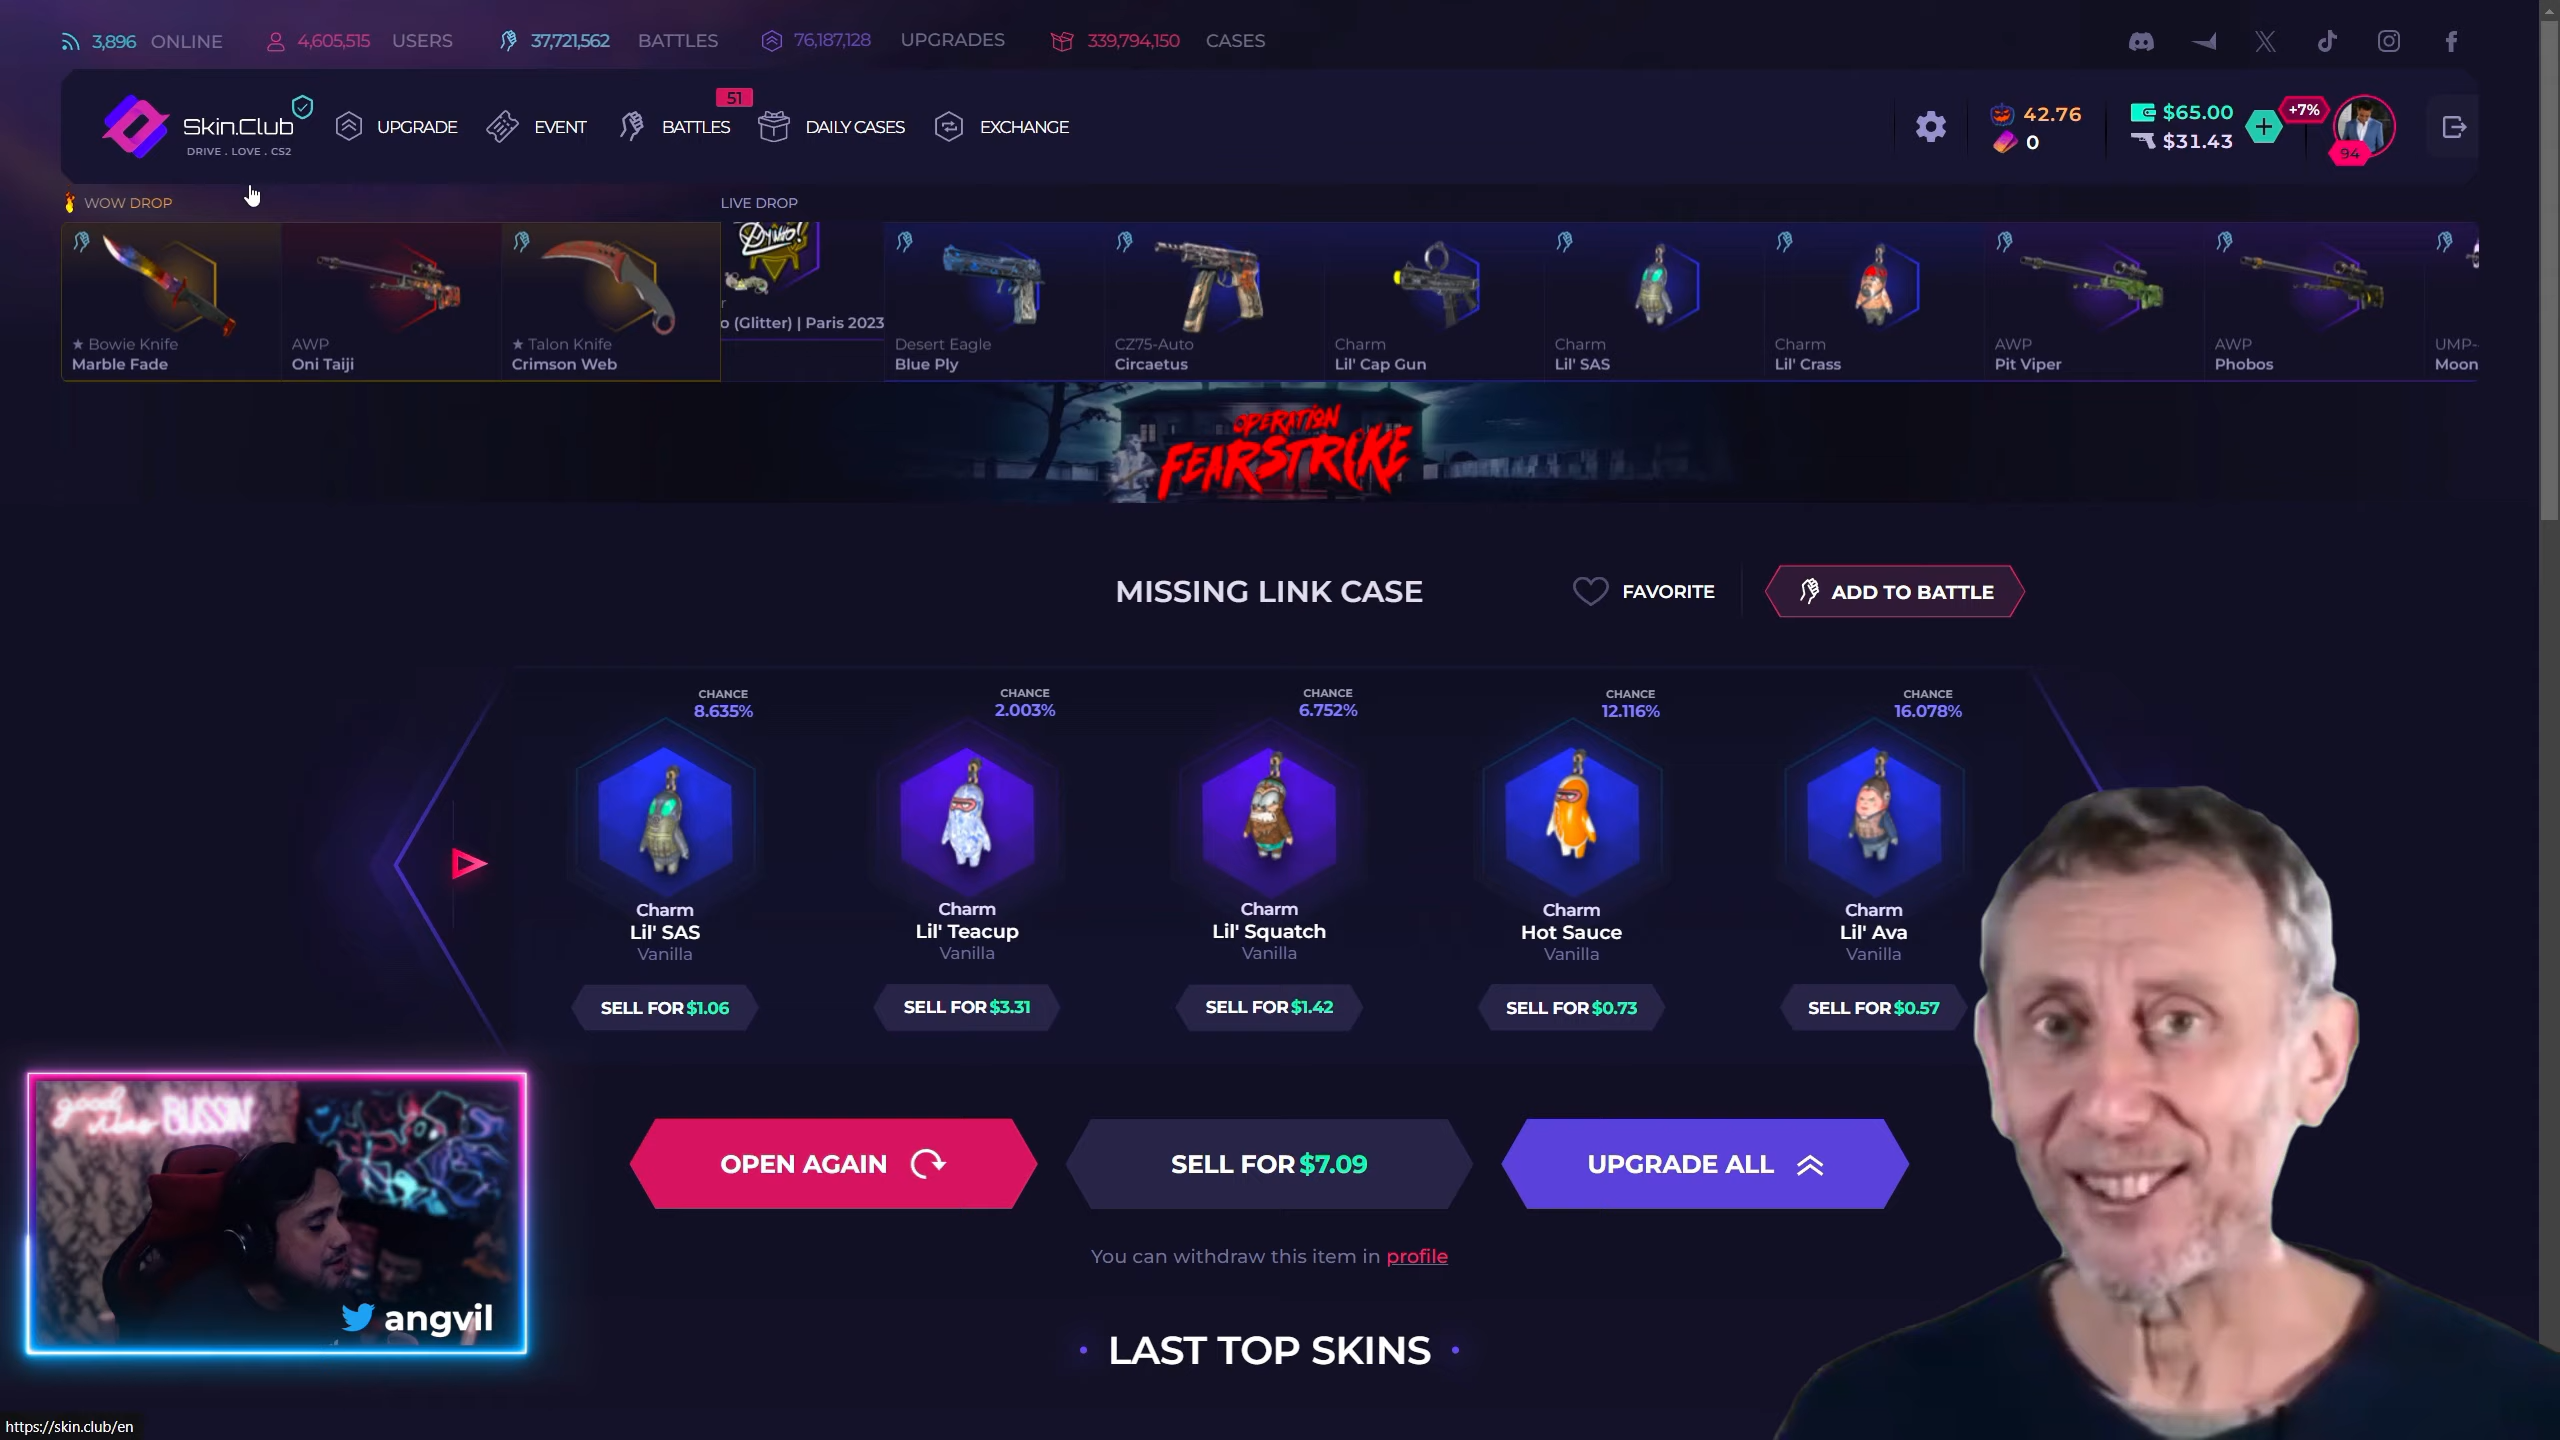 3,896 ONLINE 4,605,515 USERS 37,721,562 BATTLES 76,187,128 UPGRADES 339,794,150 CASES
Skin.Club
DRIVE . LOVE . CS2
UPGRADE EVENT BATTLES 51 DAILY CASES EXCHANGE
42.76
0
$65.00
$31.43
+7%
94
WOW DROP
LIVE DROP
★ Bowie Knife
Marble Fade
AWP
Oni Taiji
★ Talon Knife
Crimson Web
r
o (Glitter) | Paris 2023
Desert Eagle
Blue Ply
CZ75-Auto
Circaetus
Charm
Lil' Cap Gun
Charm
Lil' SAS
Charm
Lil' Crass
AWP
Pit Viper
AWP
Phobos
UMP-
Moon
OPERATION
FEARSTRIKE
MISSING LINK CASE
FAVORITE
ADD TO BATTLE
CHANCE
8.635%
Charm
Lil' SAS
Vanilla
SELL FOR $1.06
CHANCE
2.003%
Charm
Lil' Teacup
Vanilla
SELL FOR $3.31
CHANCE
6.752%
Charm
Lil' Squatch
Vanilla
SELL FOR $1.42
CHANCE
12.116%
Charm
Hot Sauce
Vanilla
SELL FOR $0.73
CHANCE
16.078%
Charm
Lil' Ava
Vanilla
SELL FOR $0.57
OPEN AGAIN
SELL FOR $7.09
UPGRADE ALL
You can withdraw this item in profile
LAST TOP SKINS
good
BUSSIN'
angvil
https://skin.club/en